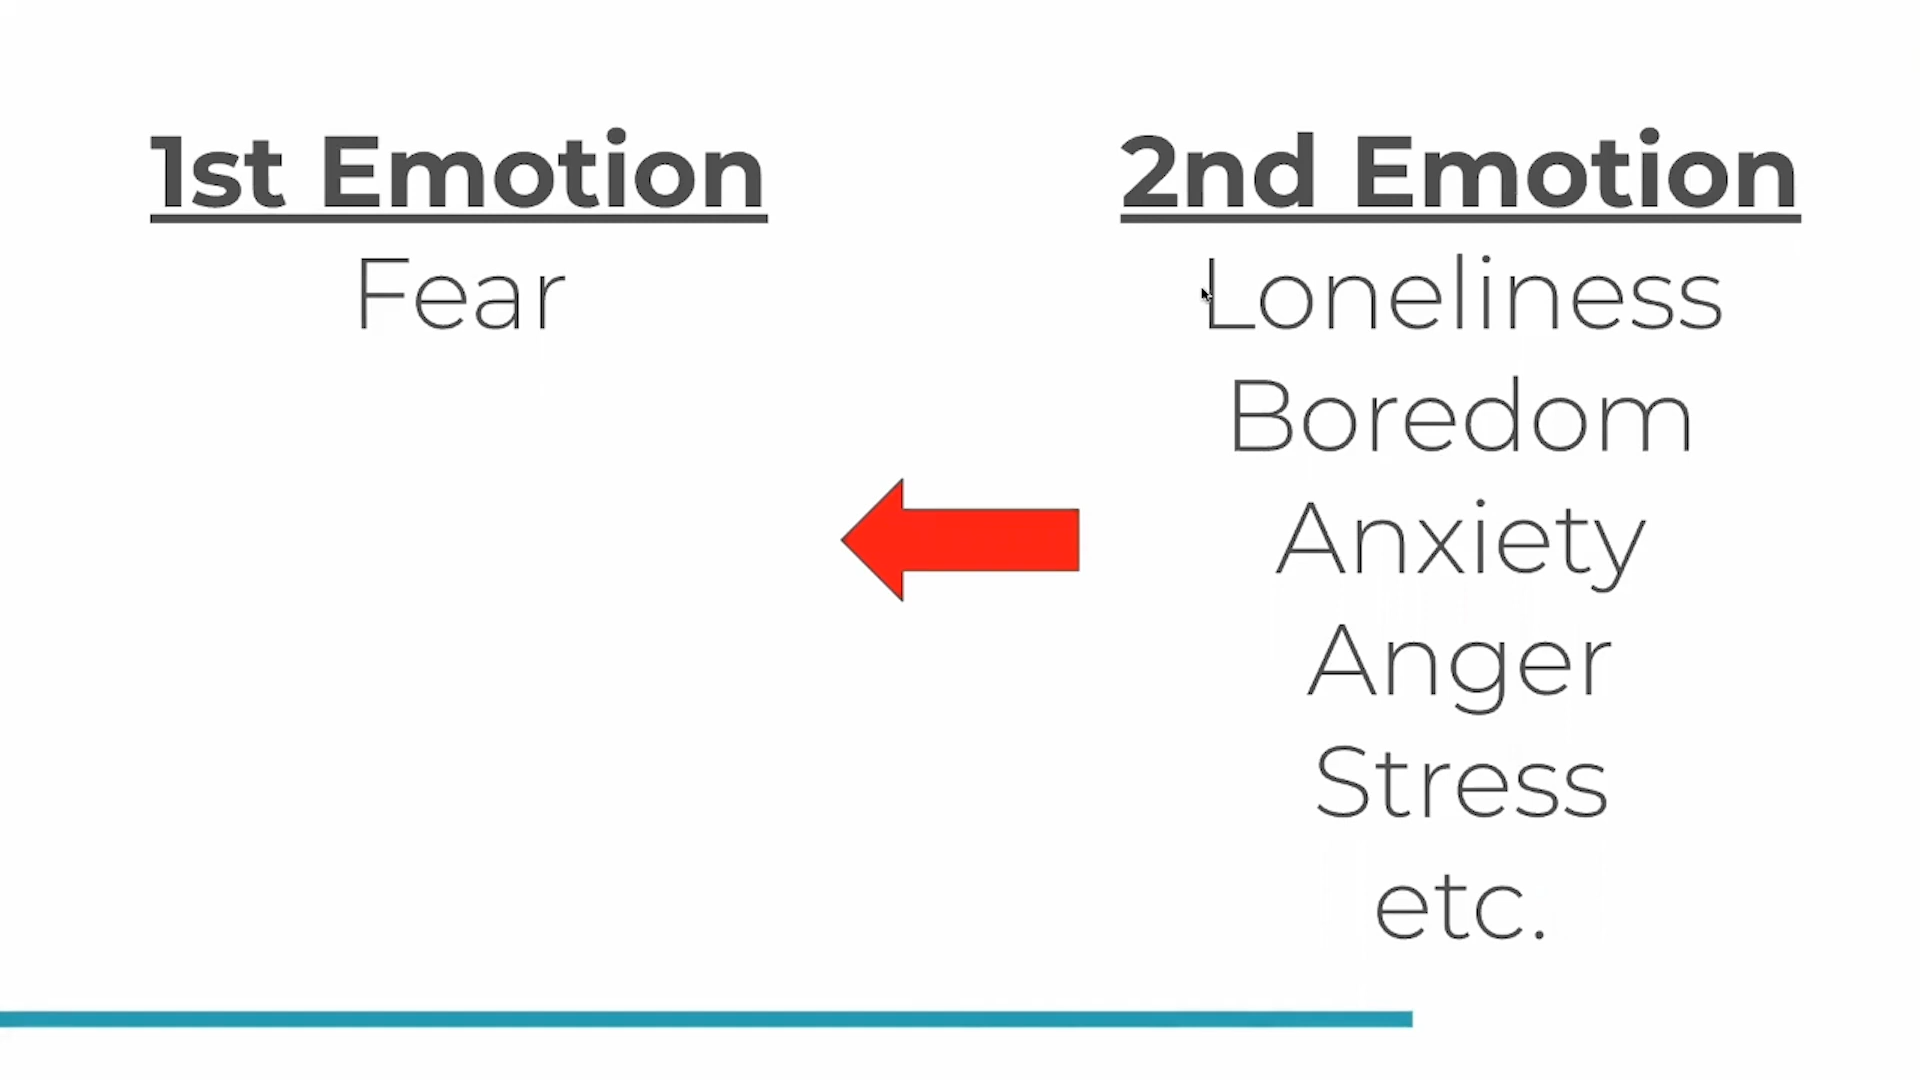 1st Emotion
Fear
2nd Emotion
Loneliness
Boredom
Anxiety
Anger
Stress
etc.